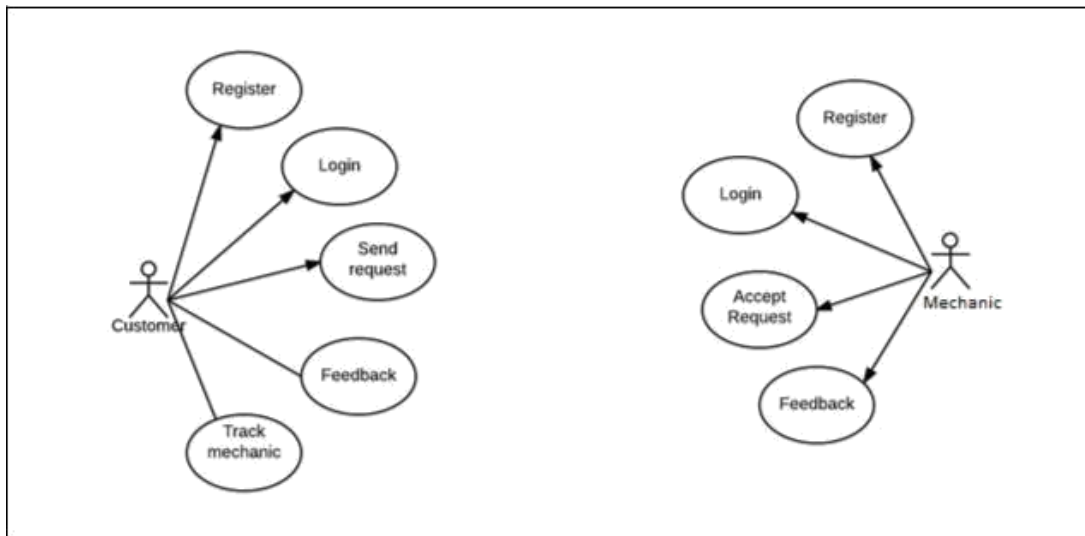 Register
Login
Send
request
Customer
Feedback
Track
mechanic
Register
Login
Mechanic
Accept
Request
Feedback